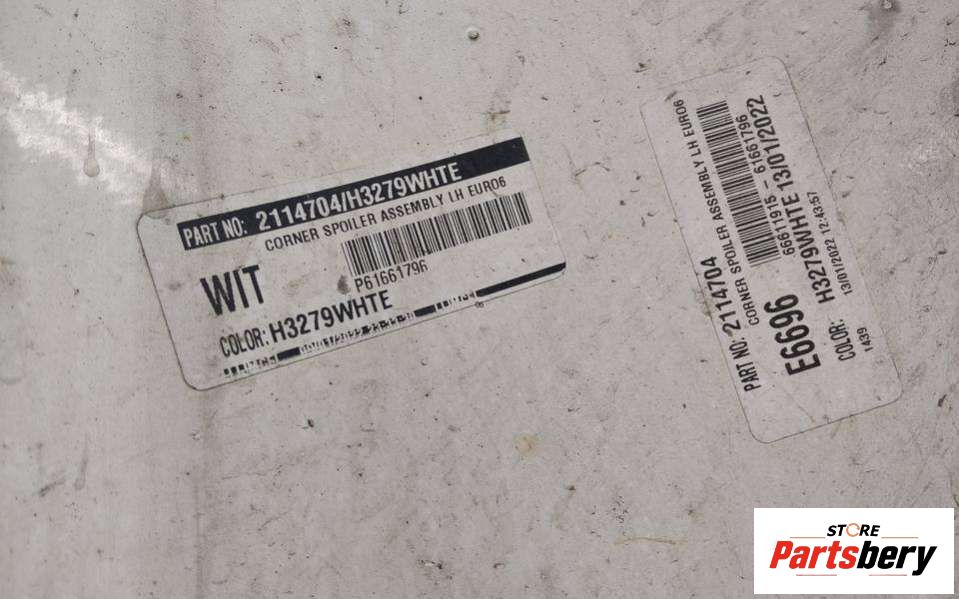 PART NO: 2114704/H3279WHTE
CORNER SPOILER ASSEMBLY LH EURO6
WIT
P61661796
COLOR: H3279WHTE
PART NO: 2114704
CORNER SPOILER ASSEMBLY LH EURO6
66611915 - 61661796
E6696
COLOR: H3279WHTE 13/01/2022
13/01/2022 12:43:57
1439
STORE
Partsbery